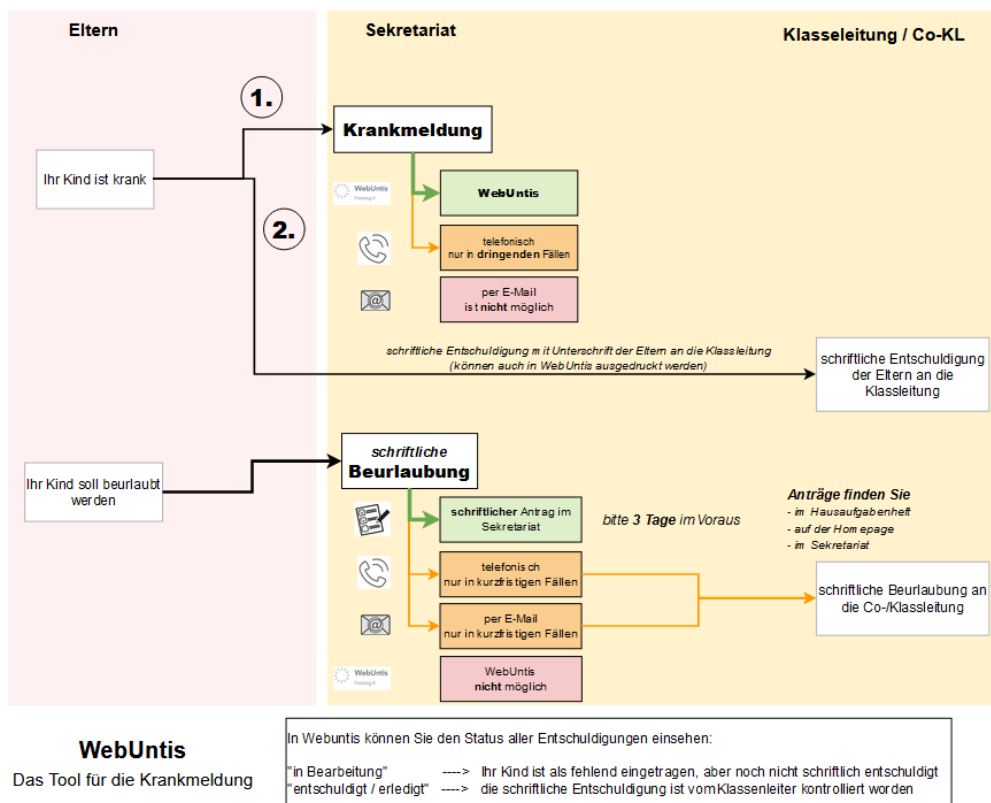 Eltern
Sekretariat
Klasseleitung / Co-KL
1.
Krankmeldung
Ihr Kind ist krank
WebUntis
WebUntis
2.
telefonisch
nur in dringenden Fällen
per E-Mail
ist nicht möglich
schriftliche Entschuldigung mit Unterschrift der Eltern an die Klassleitung
(können auch in WebUntis ausgedruckt werden)
schriftliche Entschuldigung
der Eltern an die
Klassleitung
schriftliche
Beurlaubung
Ihr Kind soll beurlaubt
werden
schriftlicher Antrag im
Sekretariat
bitte 3 Tage im Voraus
Anträge finden Sie
- im Hausaufgabenheft
- auf der Homepage
- im Sekretariat
telefonisch
nur in kurzfristigen Fällen
per E-Mail
nur in kurzfristigen Fällen
schriftliche Beurlaubung an
die Co-/Klassleitung
WebUntis
WebUntis
nicht möglich
WebUntis
Das Tool für die Krankmeldung
In Webuntis können Sie den Status aller Entschuldigungen einsehen:
"in Bearbeitung" ----> Ihr Kind ist als fehlend eingetragen, aber noch nicht schriftlich entschuldigt
"entschuldigt / erledigt" ----> die schriftliche Entschuldigung ist vom Klassenleiter kontrolliert worden